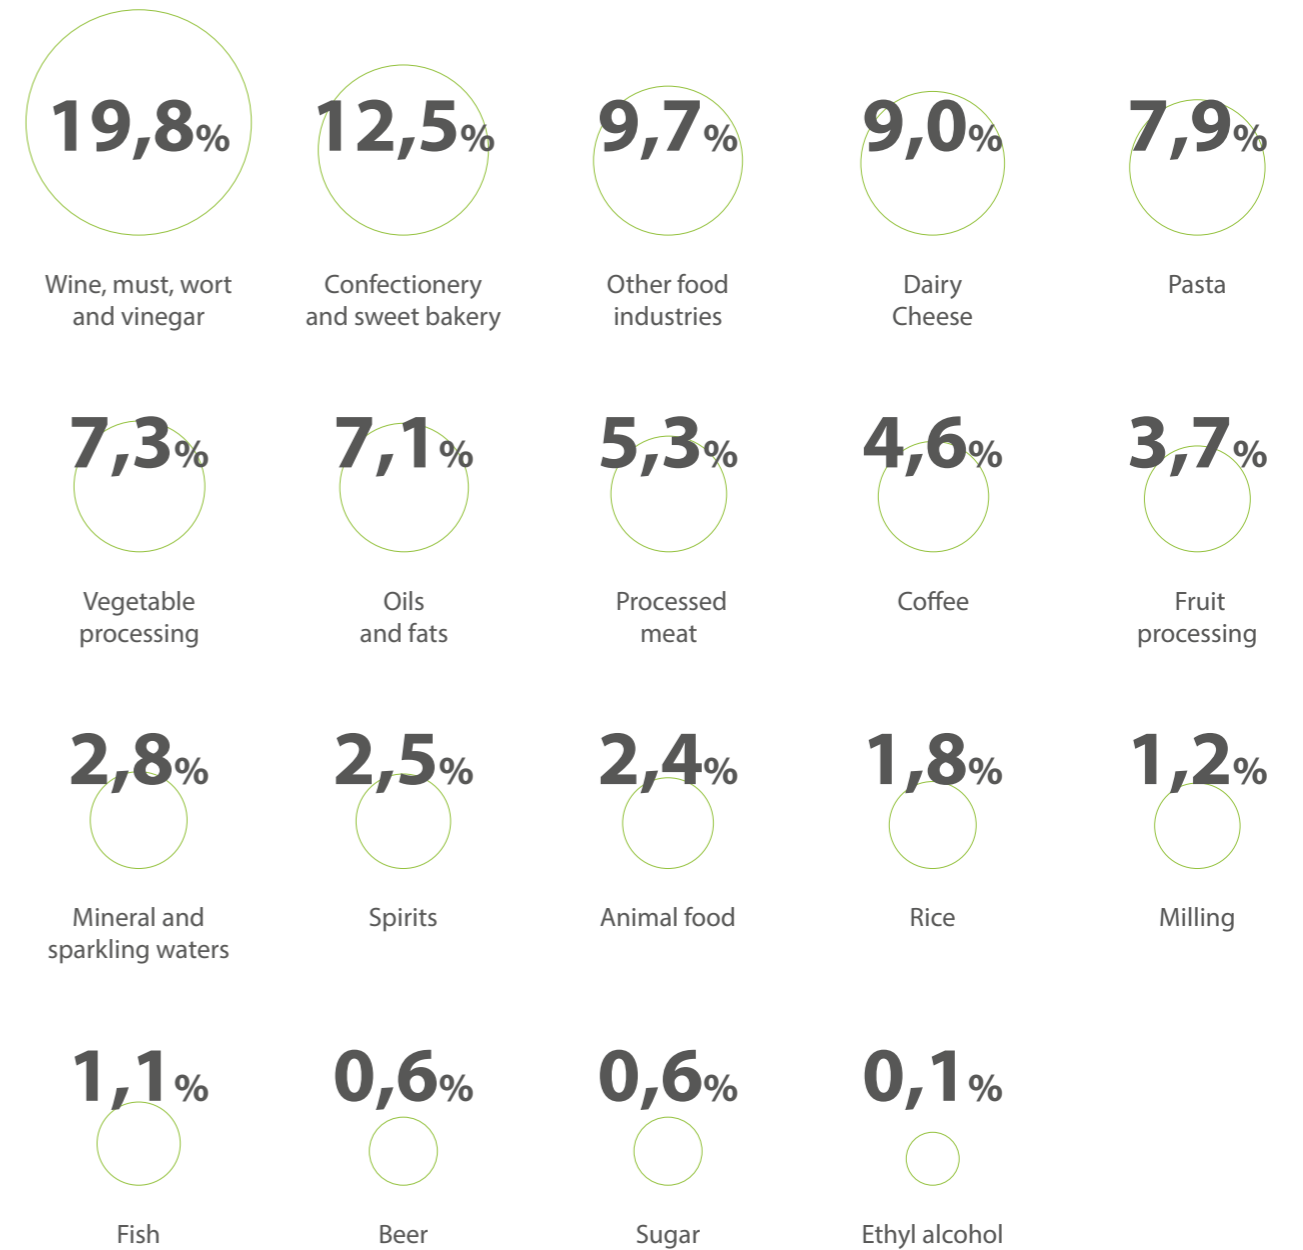 19,8%
12,5%
9,7%
9,0%
7,9%
Wine, must, wort
and vinegar
Confectionery
and sweet bakery
Other food
industries
Dairy
Cheese
Pasta
7,3%
7,1%
5,3%
4,6%
3,7%
Vegetable
processing
Oils
and fats
Processed
meat
Coffee
Fruit
processing
2,8%
2,5%
2,4%
1,8%
1,2%
Mineral and
sparkling waters
Spirits
Animal food
Rice
Milling
1,1%
0,6%
0,6%
0,1%
Fish
Beer
Sugar
Ethyl alcohol